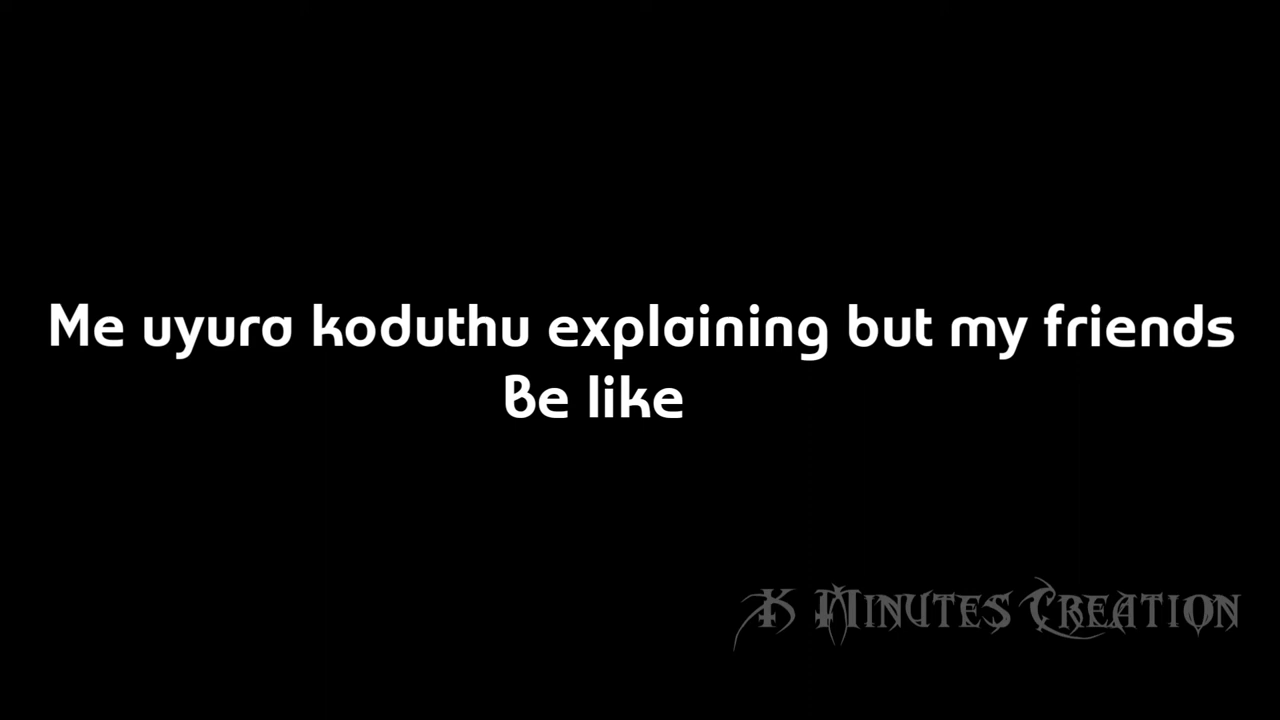 Me uyura koduthu explaining but my friends
Be like
K Minutes Creation